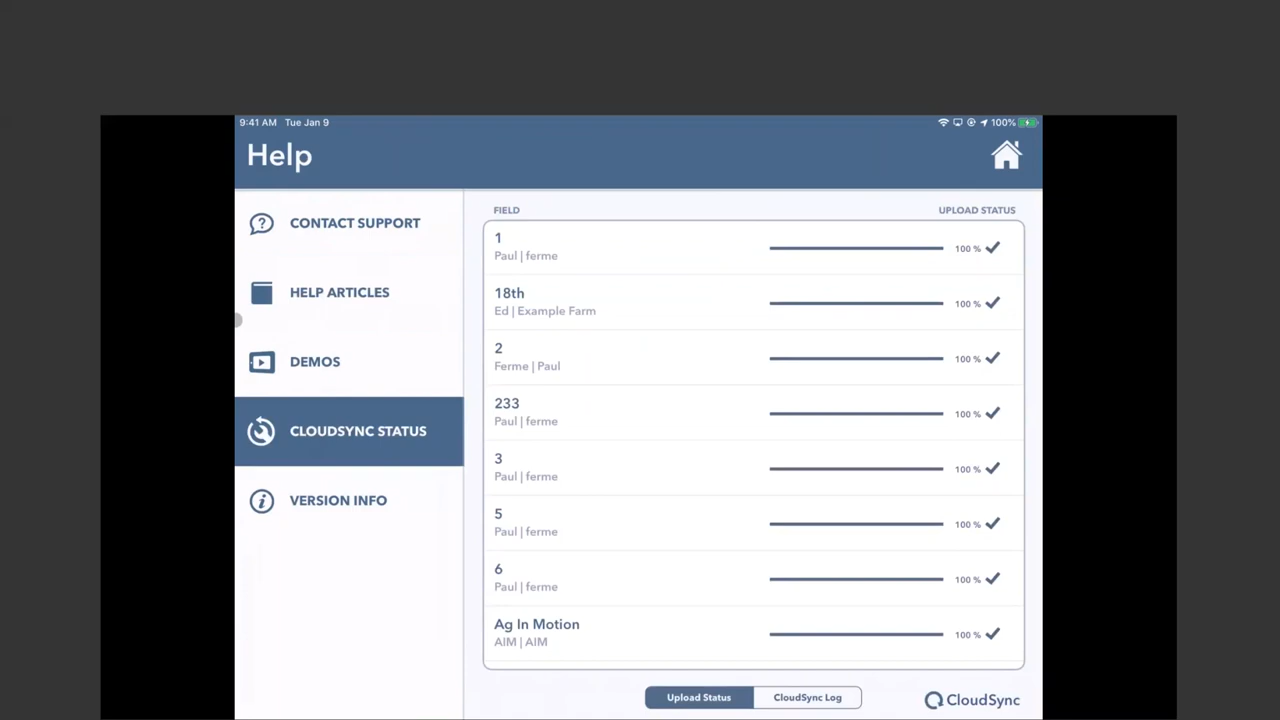 9:41 AM Tue Jan 9
100%
Help
CONTACT SUPPORT
HELP ARTICLES
DEMOS
CLOUDSYNC STATUS
VERSION INFO
FIELD
UPLOAD STATUS
1
Paul | ferme
100 %
18th
Ed | Example Farm
100 %
2
Ferme | Paul
100 %
233
Paul | ferme
100 %
3
Paul | ferme
100 %
5
Paul | ferme
100 %
6
Paul | ferme
100 %
Ag In Motion
AIM | AIM
100 %
Upload Status
CloudSync Log
CloudSync